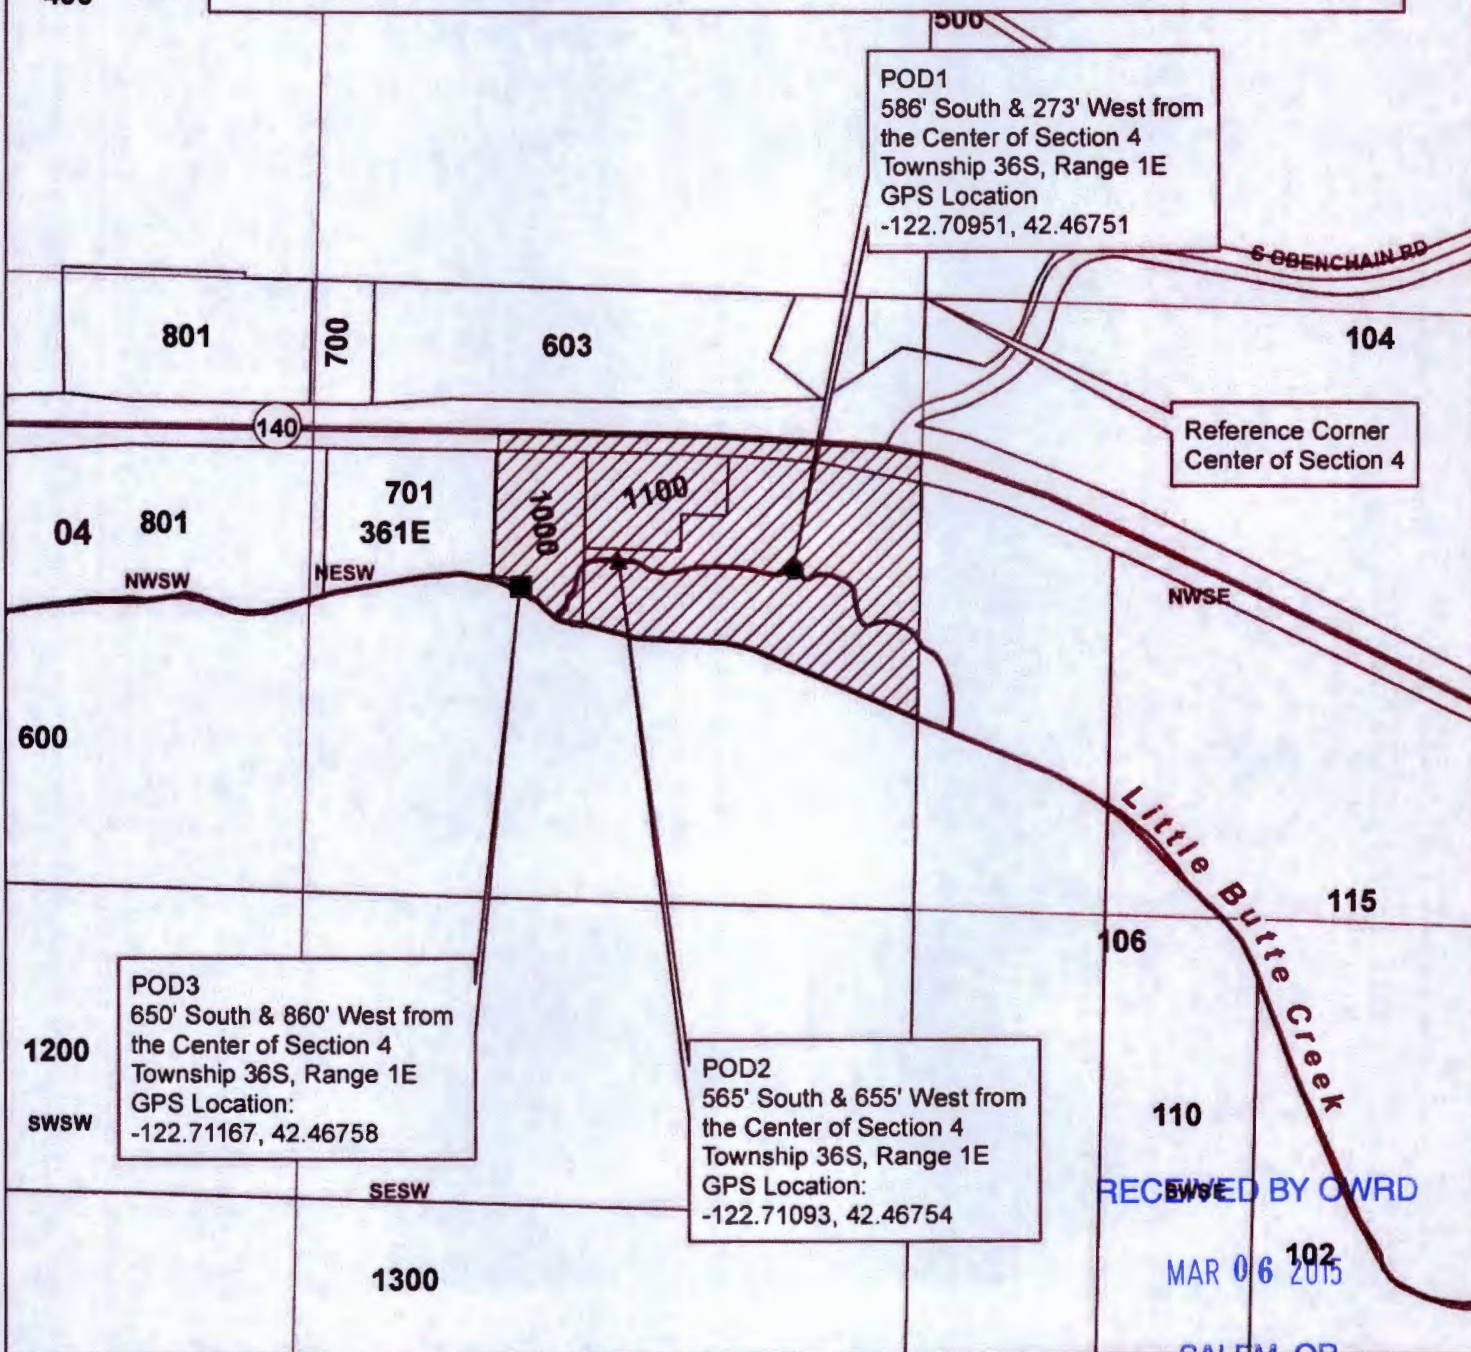 500
POD1
586' South & 273' West from
the Center of Section 4
Township 36S, Range 1E
GPS Location
-122.70951, 42.46751
S OBENCHAIN RD
801
700
603
104
140
Reference Corner
Center of Section 4
701
361E
04
801
1000
1100
NWSW
NESW
NWSE
600
Little Butte Creek
115
106
POD3
650' South & 860' West from
the Center of Section 4
Township 36S, Range 1E
GPS Location:
-122.71167, 42.46758
1200
SWSW
POD2
565' South & 655' West from
the Center of Section 4
Township 36S, Range 1E
GPS Location:
-122.71093, 42.46754
110
SESW
SWSE
RECEIVED BY OWRD
102
MAR 06 2015
1300
SALEM, OR